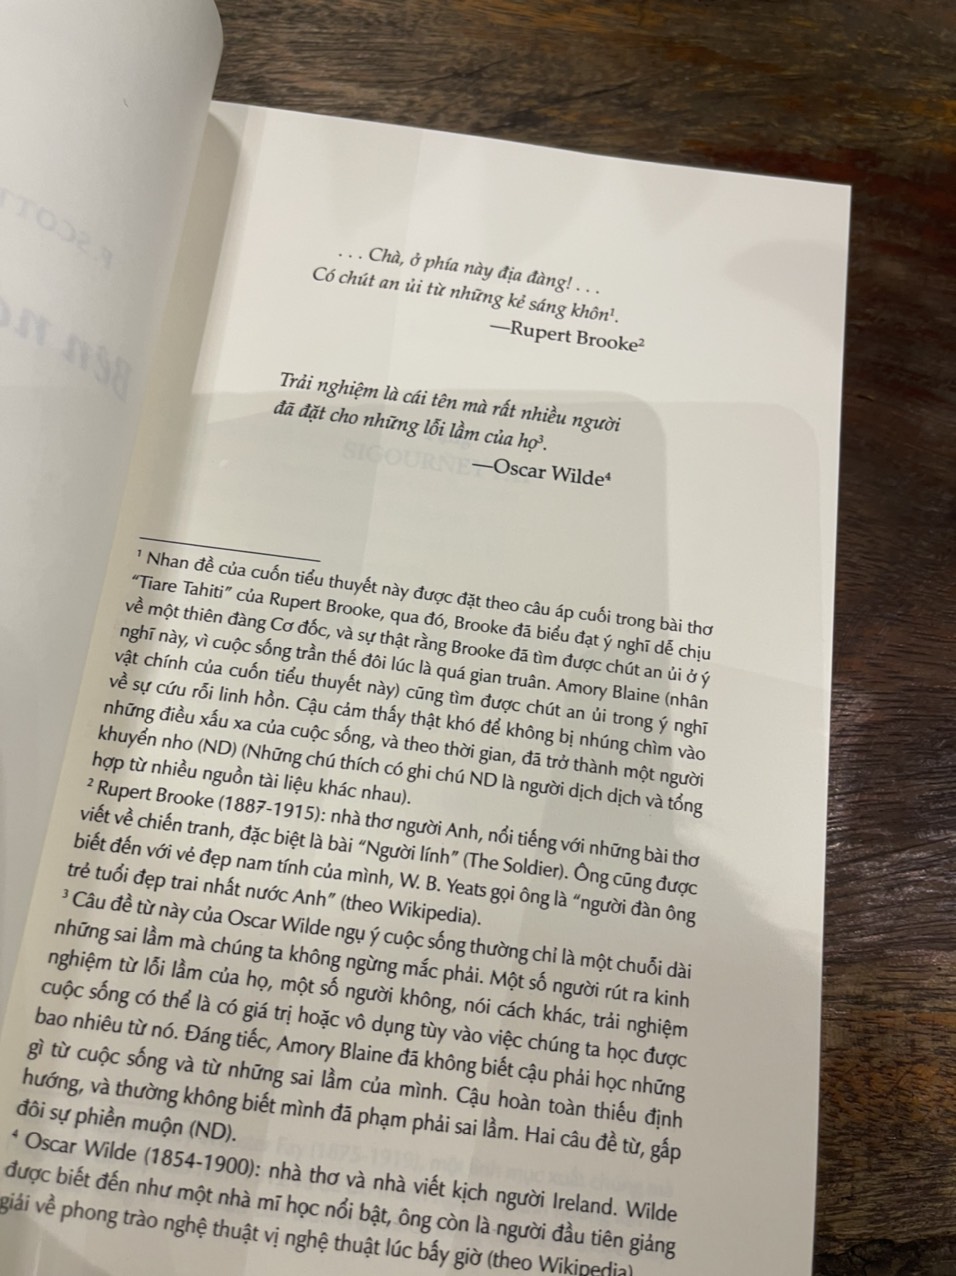 F. SCOTT
Bên n
. . . Chà, ở phía này địa đàng! . . .
Có chút an ủi từ những kẻ sáng khôn¹.
—Rupert Brooke²
Trải nghiệm là cái tên mà rất nhiều người
đã đặt cho những lỗi lầm của họ³.
SIGOURNEY
—Oscar Wilde⁴
¹ Nhan đề của cuốn tiểu thuyết này được đặt theo câu áp cuối trong bài thơ
“Tiare Tahiti” của Rupert Brooke, qua đó, Brooke đã biểu đạt ý nghĩ dễ chịu
về một thiên đàng Cơ đốc, và sự thật rằng Brooke đã tìm được chút an ủi ở ý
nghĩ này, vì cuộc sống trần thế đôi lúc là quá gian truân. Amory Blaine (nhân
vật chính của cuốn tiểu thuyết này) cũng tìm được chút an ủi trong ý nghĩ
về sự cứu rỗi linh hồn. Cậu cảm thấy thật khó để không bị nhúng chìm vào
những điều xấu xa của cuộc sống, và theo thời gian, đã trở thành một người
khuyển nho (ND) (Những chú thích có ghi chú ND là người dịch dịch và tổng
hợp từ nhiều nguồn tài liệu khác nhau).
² Rupert Brooke (1887-1915): nhà thơ người Anh, nổi tiếng với những bài thơ
viết về chiến tranh, đặc biệt là bài “Người lính” (The Soldier). Ông cũng được
biết đến với vẻ đẹp nam tính của mình, W. B. Yeats gọi ông là “người đàn ông
trẻ tuổi đẹp trai nhất nước Anh” (theo Wikipedia).
³ Câu đề từ này của Oscar Wilde ngụ ý cuộc sống thường chỉ là một chuỗi dài
những sai lầm mà chúng ta không ngừng mắc phải. Một số người rút ra kinh
nghiệm từ lỗi lầm của họ, một số người không, nói cách khác, trải nghiệm
cuộc sống có thể là có giá trị hoặc vô dụng tùy vào việc chúng ta học được
bao nhiêu từ nó. Đáng tiếc, Amory Blaine đã không biết cậu phải học những
gì từ cuộc sống và từ những sai lầm của mình. Cậu hoàn toàn thiếu định
hướng, và thường không biết mình đã phạm phải sai lầm. Hai câu đề từ, gấp
đôi sự phiền muộn (ND).
⁴ Oscar Wilde (1854-1900): nhà thơ và nhà viết kịch người Ireland. Wilde
được biết đến như một nhà mĩ học nổi bật, ông còn là người đầu tiên giảng
giải về phong trào nghệ thuật vị nghệ thuật lúc bấy giờ (theo Wikipedia)